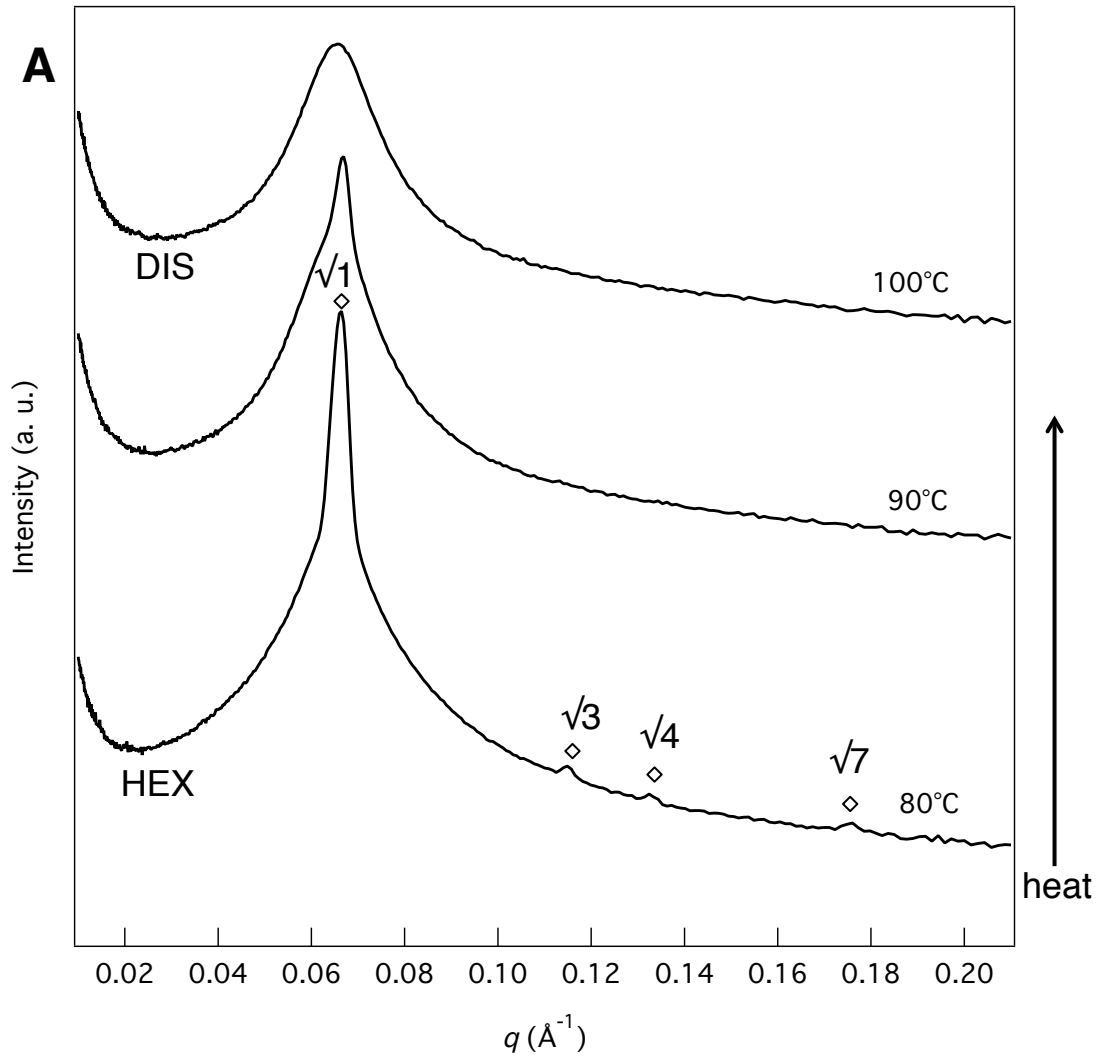 A
DIS
100°C
√1
90°C
√3
√4
√7
80°C
HEX
heat
Intensity (a. u.)
0.02 0.04 0.06 0.08 0.10 0.12 0.14 0.16 0.18 0.20
q (Å⁻¹)